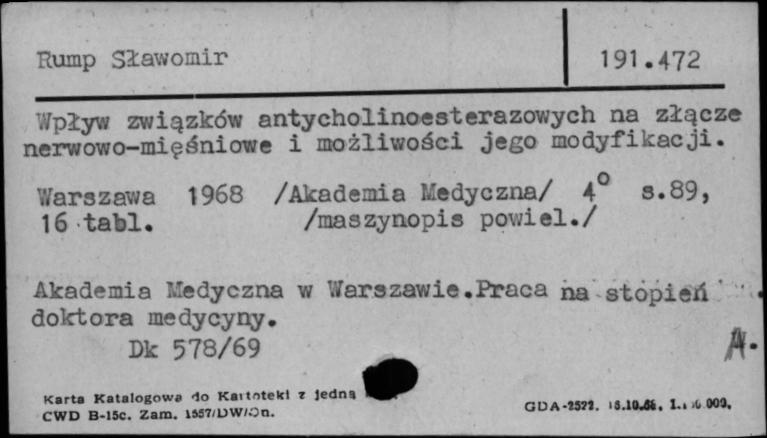 Rump Sławomir 191.472
Wpływ związków antycholinoesterazowych na złącze
nerwowo-mięśniowe i możliwości jego modyfikacji.
Warszawa 1968 /Akademia Medyczna/ 4° s.89,
16 tabl. /maszynopis powiel./
Akademia Medyczna w Warszawie.Praca na stopień
doktora medycyny.
Dk 578/69
A.
Karta Katalogowa do Kartoteki z jedną
CWD B-15c. Zam. 1557/DW/
GDA-2522.